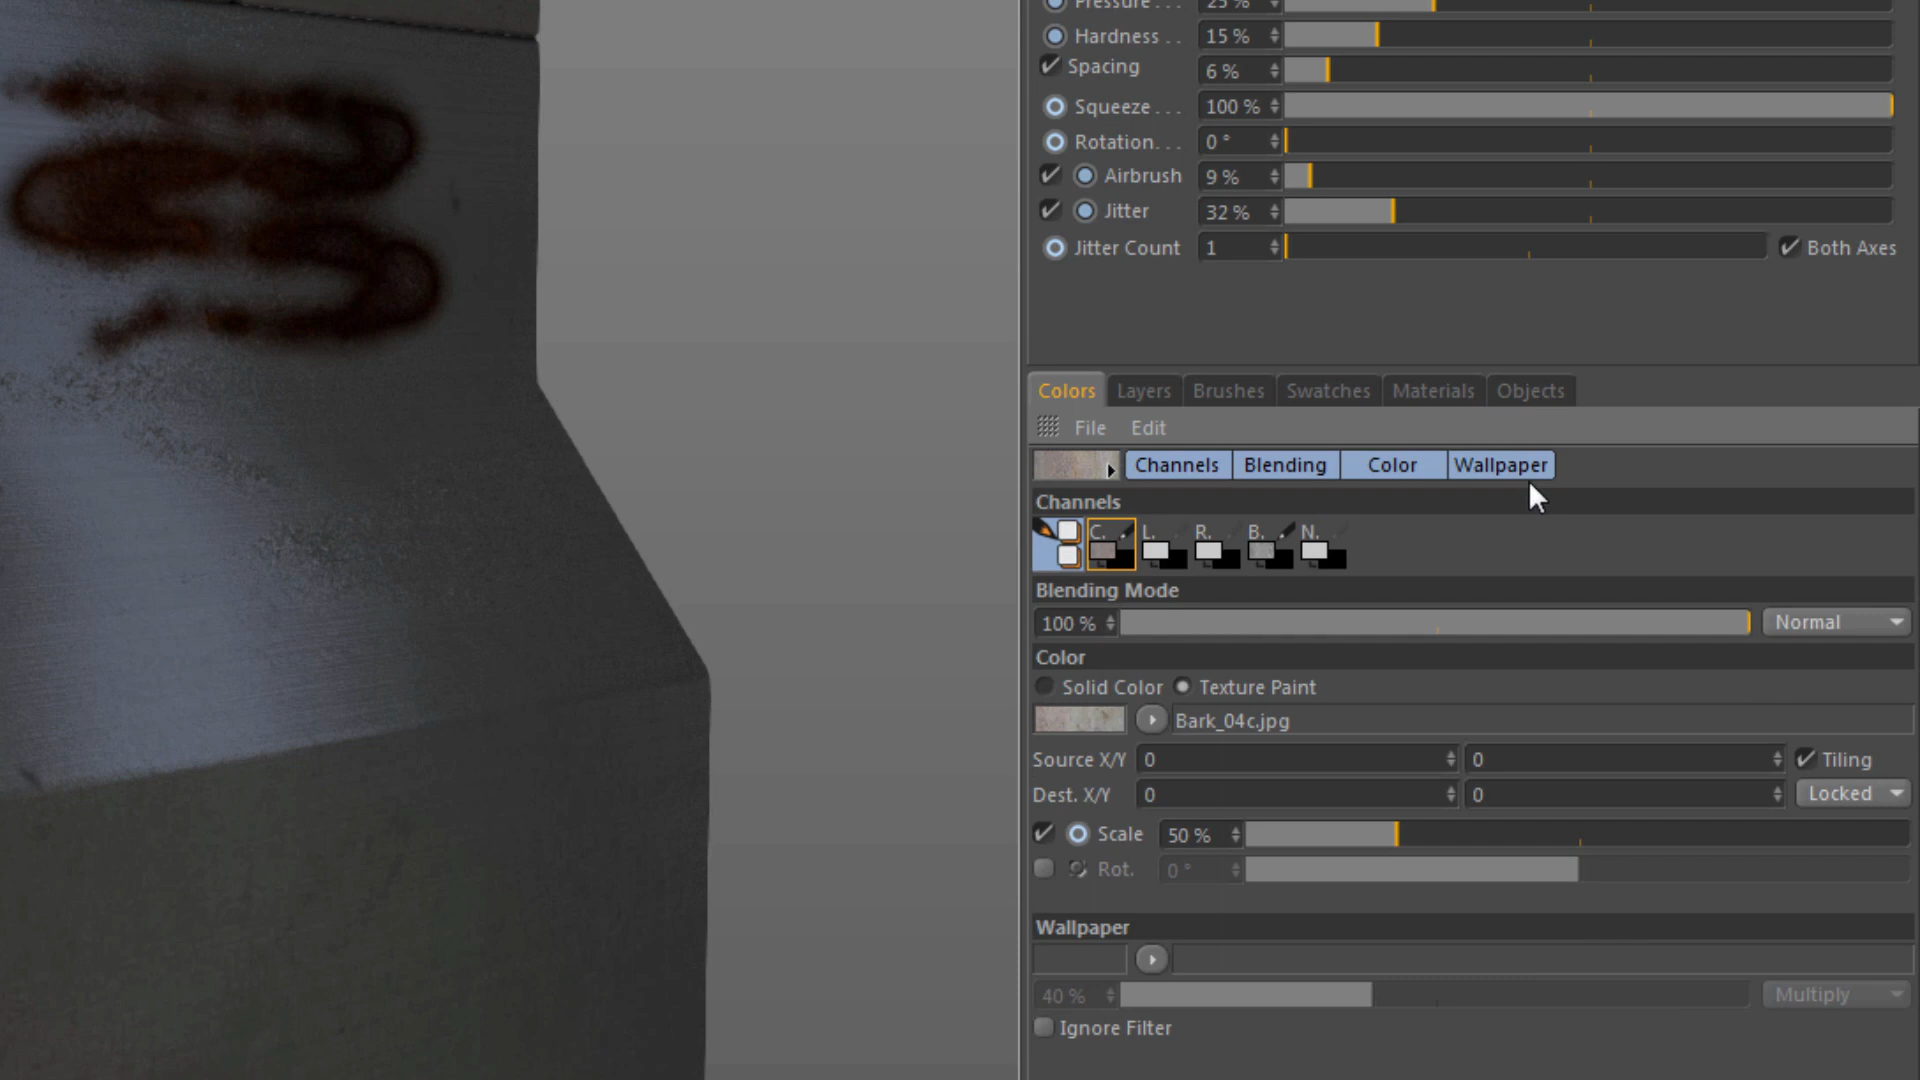 Pressure . . . 25 %
Hardness . . 15 %
Spacing 6 %
Squeeze . . . 100 %
Rotation. . . 0 °
Airbrush 9 %
Jitter 32 %
Jitter Count 1 Both Axes
Colors Layers Brushes Swatches Materials Objects
File Edit
Channels Blending Color Wallpaper
Channels
C. L. R. B. N.
Blending Mode
100 % Normal
Color
Solid Color Texture Paint
Bark_04c.jpg
Source X/Y 0 0 Tiling
Dest. X/Y 0 0 Locked
Scale 50 %
Rot. 0 °
Wallpaper
40 % Multiply
Ignore Filter